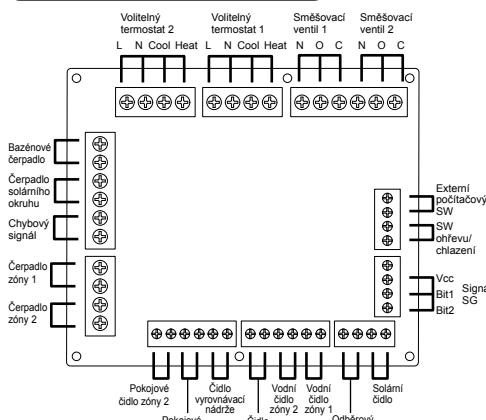 Volitelný
termostat 2
Volitelný
termostat 1
Směšovací
ventil 1
Směšovací
ventil 2
L N Cool Heat
L N Cool Heat
N O C
N O C
Bazénové
čerpadlo
Čerpadlo
solárního
okruhu
Chybový
signál
Čerpadlo
zóny 1
Čerpadlo
zóny 2
Externí
počítačový
SW
SW
ohřevu/
chlazení
Vcc
Bit1
Bit2
SG
Pokojové
čidlo zóny 2
Čidlo
vyrovnávací
nádrže
Vodní
čidlo
zóny 2
Vodní
čidlo
zóny 1
Solární
čidlo